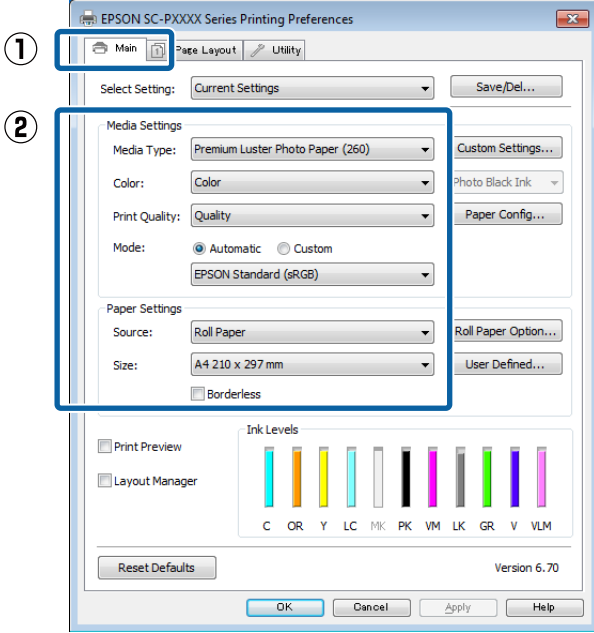 EPSON SC-PXXXX Series Printing Preferences
① Main Page Layout Utility
Select Setting: Current Settings Save/Del...
②
Media Settings
Media Type: Premium Luster Photo Paper (260) Custom Settings...
Color: Color Photo Black Ink
Print Quality: Quality Paper Config...
Mode: Automatic Custom
EPSON Standard (sRGB)
Paper Settings
Source: Roll Paper Roll Paper Option...
Size: A4 210 x 297 mm User Defined...
Borderless
Print Preview
Layout Manager
Ink Levels
C OR Y LC MK PK VM LK GR V VLM
Reset Defaults Version 6.70
OK Cancel Apply Help